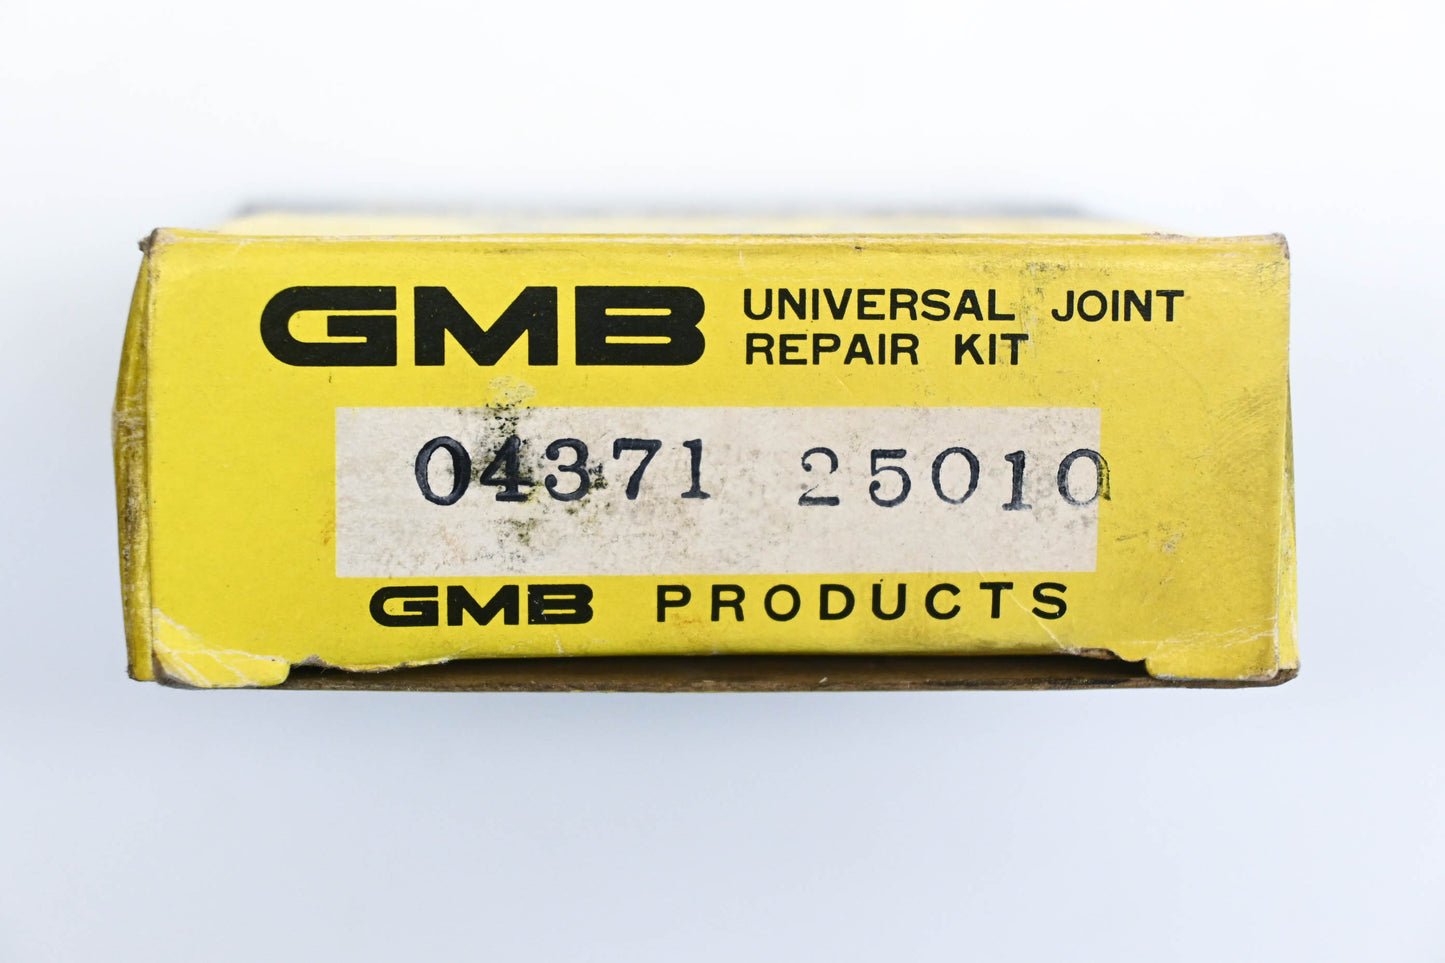 GMB UNIVERSAL JOINT
REPAIR KIT
04371 25010
GMB PRODUCTS